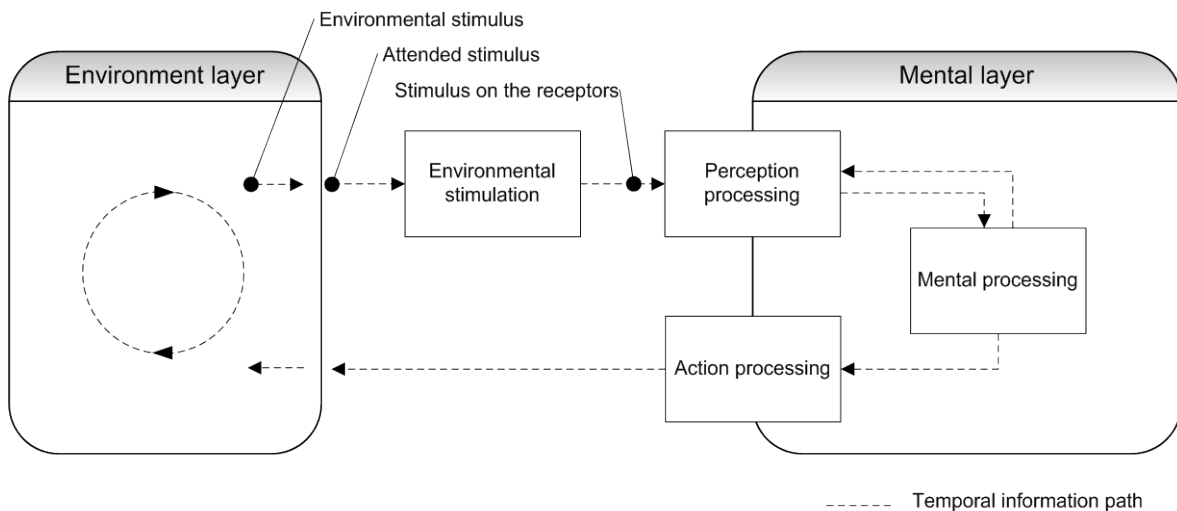 Environmental stimulus
Attended stimulus
Environment layer
Mental layer
Stimulus on the receptors
Environmental
stimulation
Perception
processing
Mental processing
Action processing
Temporal information path